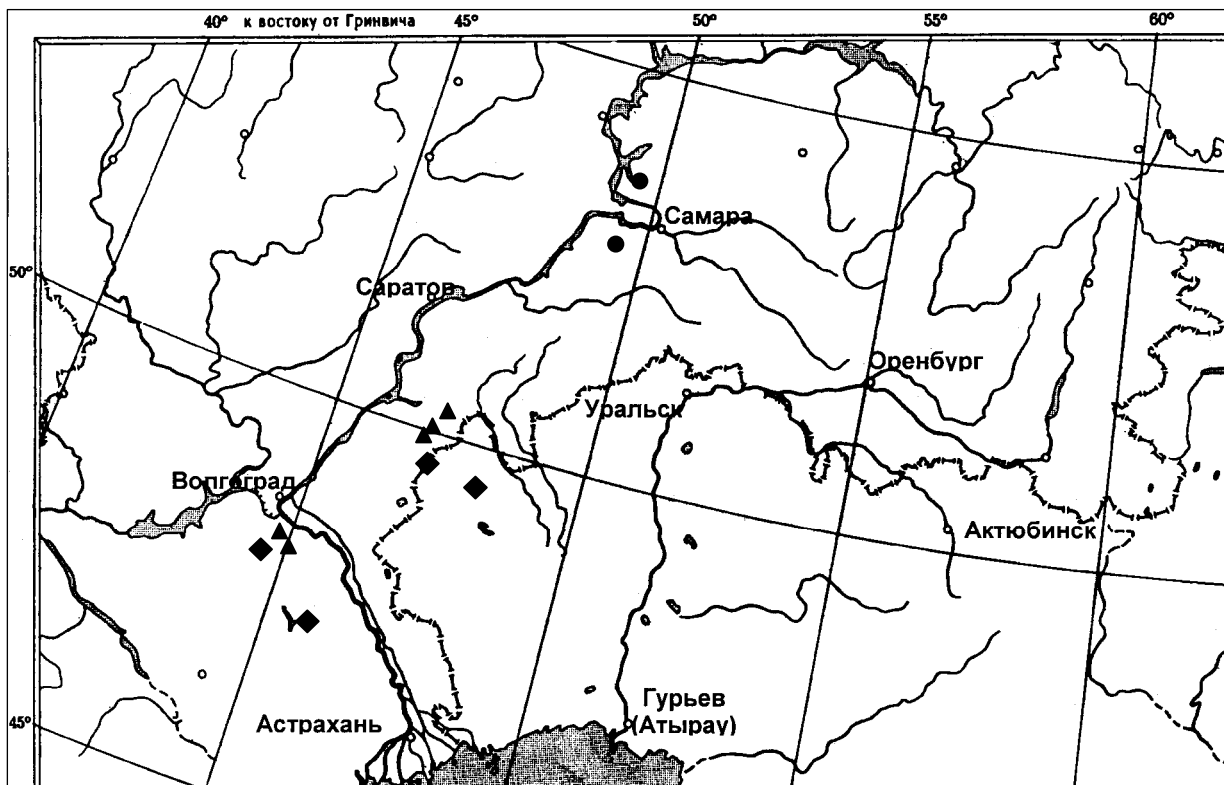 40° к востоку от Гринвича 45° 50° 55° 60°
Самара
50°
Саратов
Оренбург
Уральск
Волгоград
Актюбинск
45°
Гурьев
(Атырау)
Астрахань